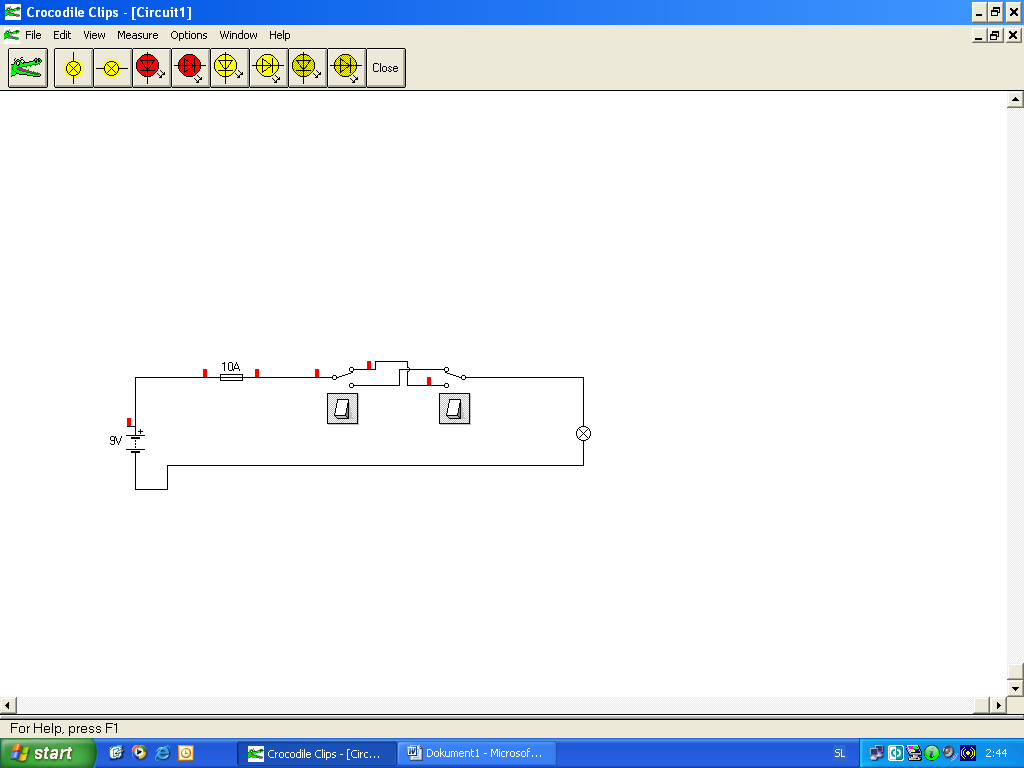 Crocodile Clips - [Circuit1]
File Edit View Measure Options Window Help
Close
10A
+
9V
For Help, press F1
start Crocodile Clips - [Circ... Dokument1 - Microsof... SL 2:44